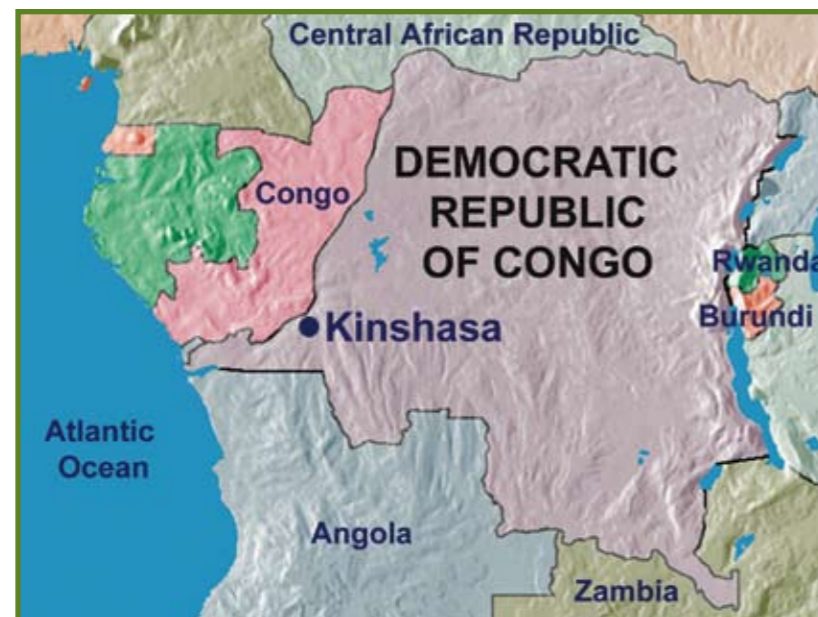 Central African Republic
DEMOCRATIC
REPUBLIC
OF CONGO
Congo
Rwanda
Burundi
Kinshasa
Atlantic
Ocean
Angola
Zambia